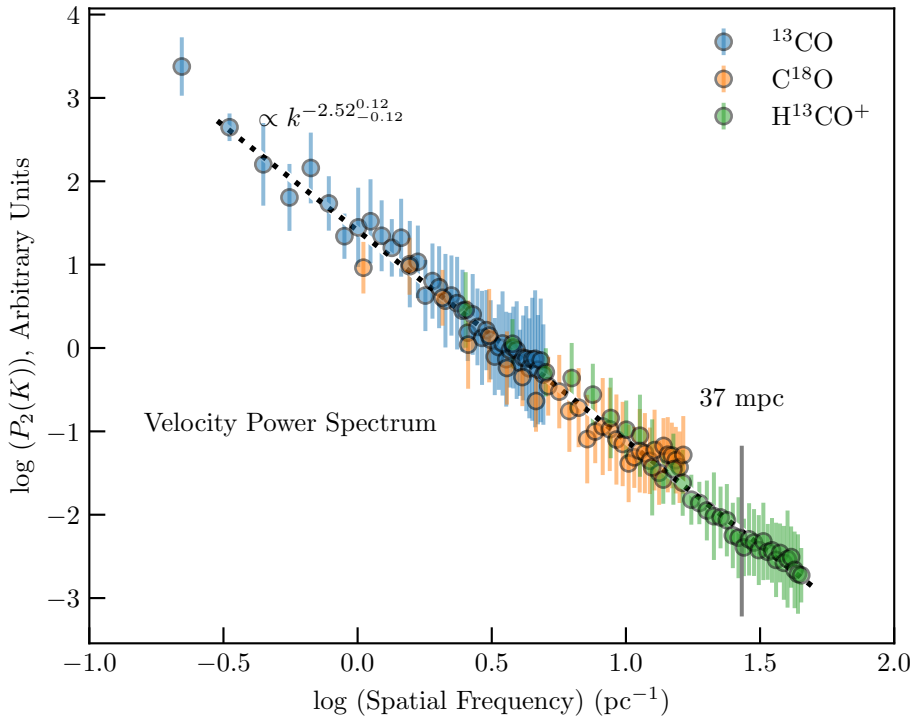 4
3
2
1
0
−1
−2
−3
−1.0 −0.5 0.0 0.5 1.0 1.5 2.0
log (P₂(K)), Arbitrary Units
log (Spatial Frequency) (pc⁻¹)
∝ k^{−2.52^{0.12}_{−0.12}}
¹³CO
C¹⁸O
H¹³CO⁺
37 mpc
Velocity Power Spectrum